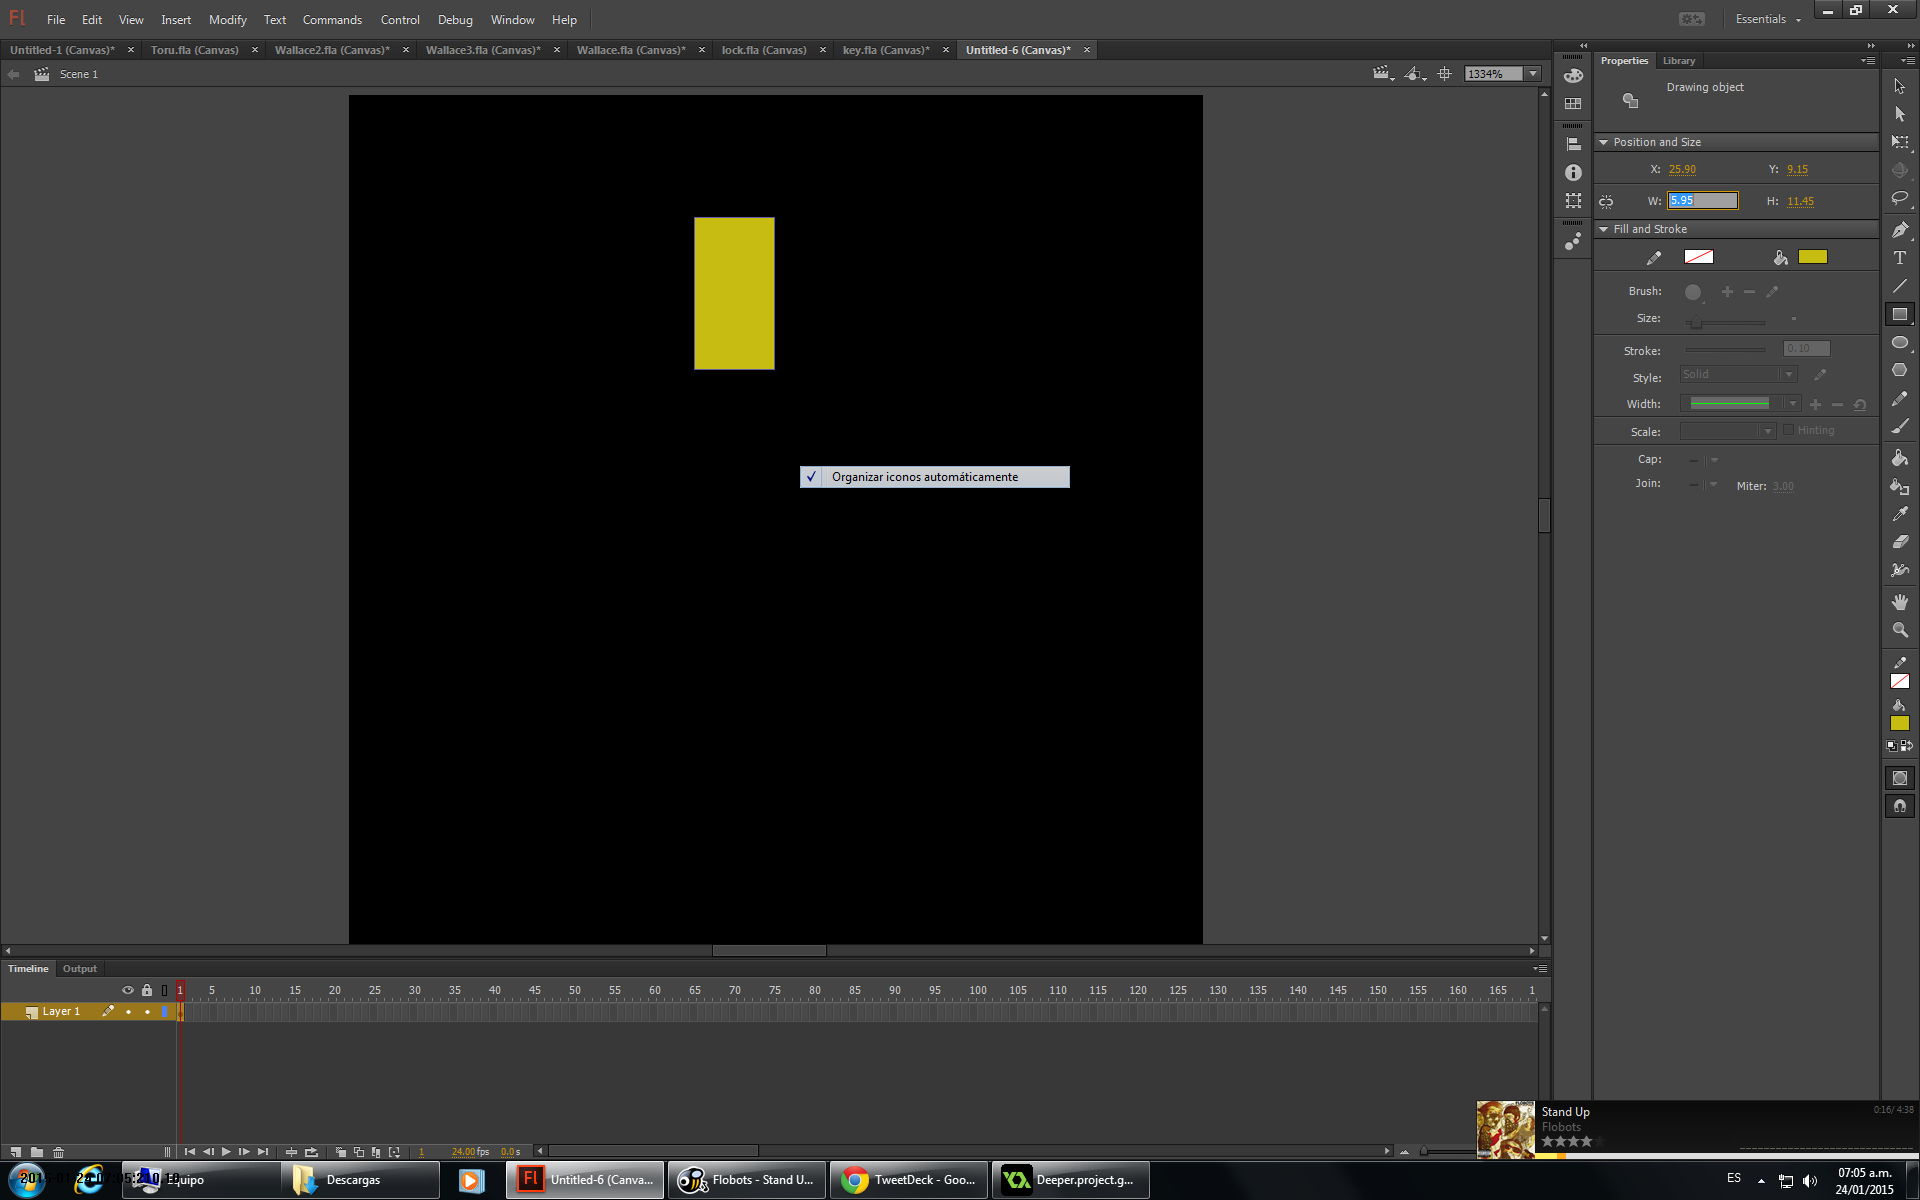 Fl File Edit View Insert Modify Text Commands Control Debug Window Help Essentials
Untitled-1 (Canvas)* Toru.fla (Canvas) Wallace2.fla (Canvas)* Wallace3.fla (Canvas)* Wallace.fla (Canvas)* lock.fla (Canvas) key.fla (Canvas)* Untitled-6 (Canvas)*
Scene 1 1334%
Properties Library
Drawing object
Position and Size
X: 25.90 Y: 9.15
W: 5.95 H: 11.45
Fill and Stroke
Brush:
Size:
Stroke: 0.10
Style: Solid
Width:
Scale: Hinting
Cap:
Join: Miter: 3.00
Organizar iconos automáticamente
Timeline Output
1 5 10 15 20 25 30 35 40 45 50 55 60 65 70 75 80 85 90 95 100 105 110 115 120 125 130 135 140 145 150 155 160 165 1
Layer 1
1 24.00 fps 0.0 s
Stand Up 0:16/ 4:38
Flobots
Equipo Descargas Fl Untitled-6 (Canva... Flobots - Stand U... TweetDeck - Goo... Deeper.project.g... ES
07:05 a.m.
24/01/2015